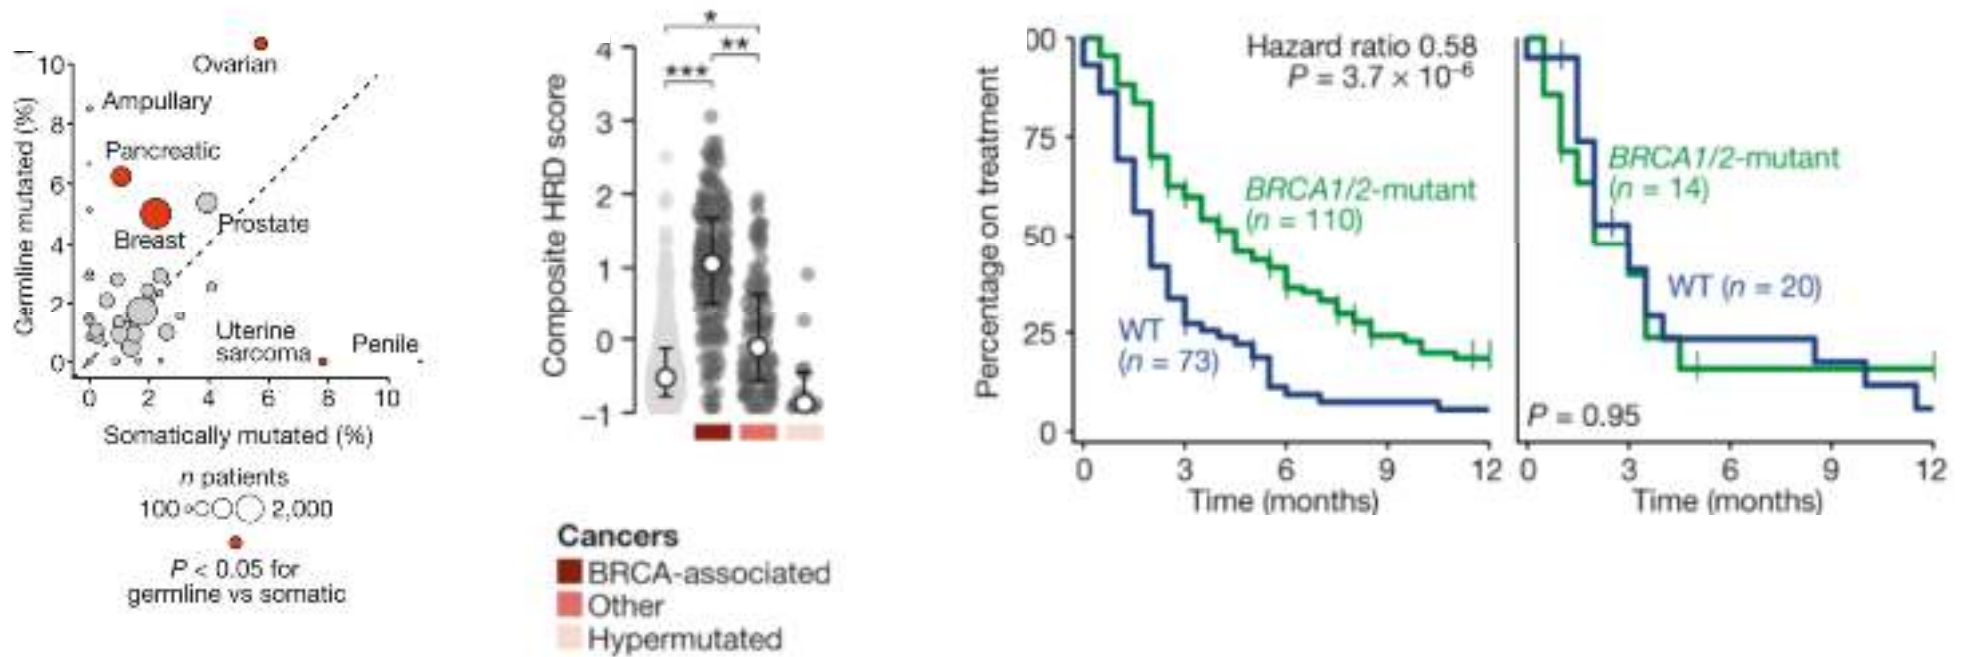 Germline mutated (%)
10
8
6
4
2
0
Ovarian
Ampullary
Pancreatic
Breast
Prostate
Uterine
sarcoma
Penile
0 2 4 6 8 10
Somatically mutated (%)
n patients
100 2,000
P < 0.05 for
germline vs somatic
Composite HRD score
4
3
2
1
0
−1
*
**
***
Cancers
BRCA-associated
Other
Hypermutated
Percentage on treatment
00
75
50
25
0
Hazard ratio 0.58
P = 3.7 × 10⁻⁶
BRCA1/2-mutant
(n = 110)
WT
(n = 73)
0 3 6 9 12
Time (months)
BRCA1/2-mutant
(n = 14)
WT (n = 20)
P = 0.95
0 3 6 9 12
Time (months)